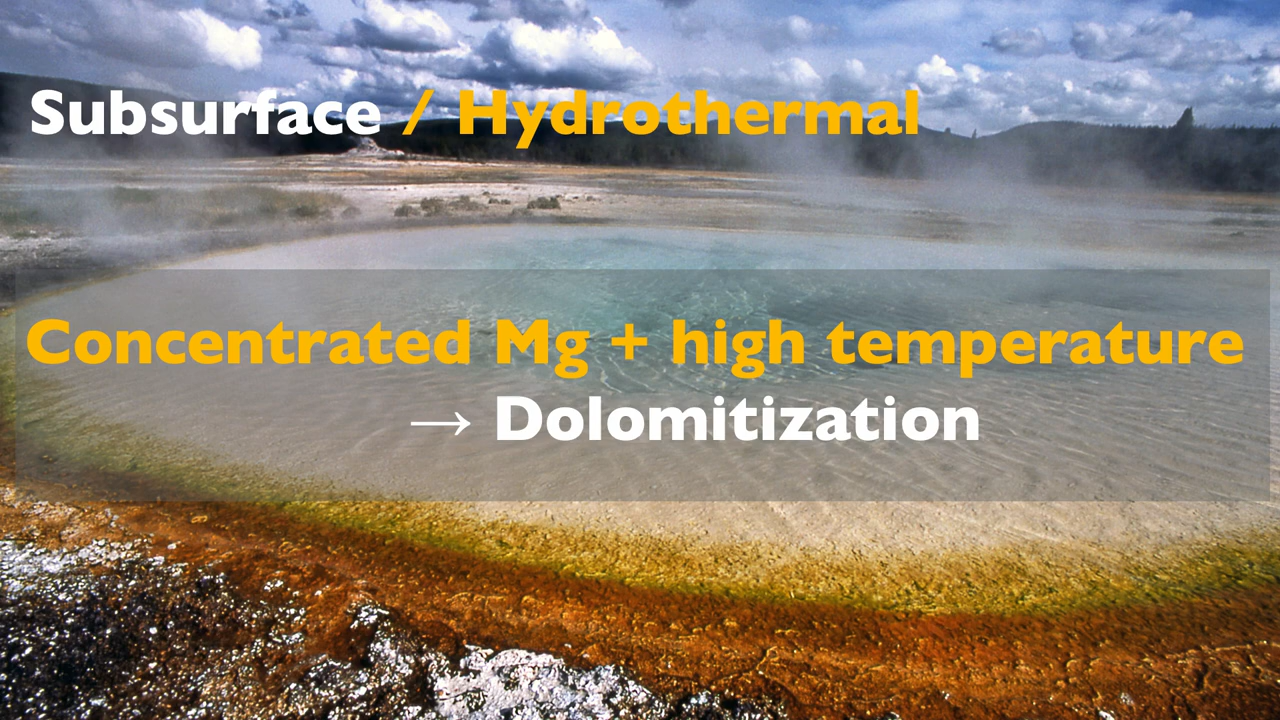 Subsurface / Hydrothermal
Concentrated Mg + high temperature
→ Dolomitization